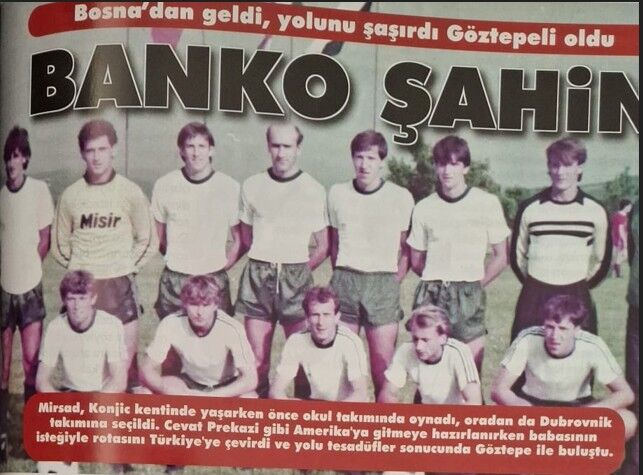 Bosna'dan geldi, yolunu şaşırdı Göztepeli oldu
BANKO ŞAHİN
Misir
Mirsad, Konjic kentinde yaşarken önce okul takımında oynadı, oradan da Dubrovnik
takımına seçildi. Cevat Prekazi gibi Amerika'ya gitmeye hazırlanırken babasının
isteğiyle rotasını Türkiye'ye çevirdi ve yolu tesadüfler sonucunda Göztepe ile buluştu.